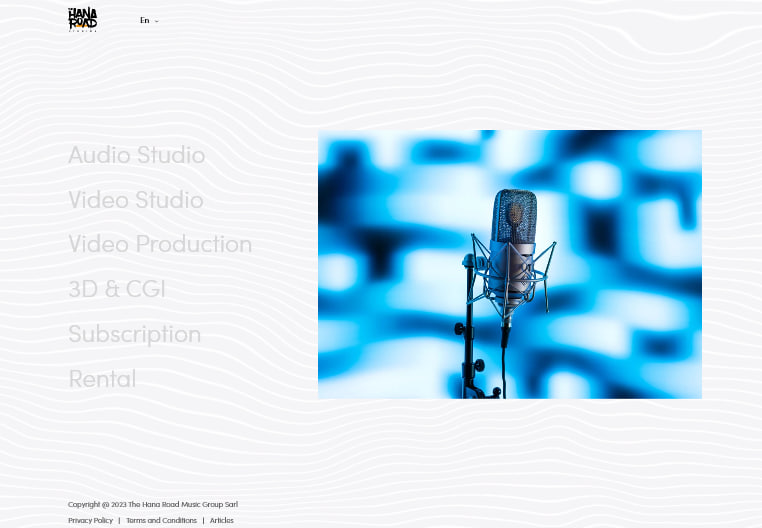 THE
HANA
ROAD
STUDIOS
En
Audio Studio
Video Studio
Video Production
3D & CGI
Subscription
Rental
Copyright @ 2023 The Hana Road Music Group Sarl
Privacy Policy | Terms and Conditions | Articles